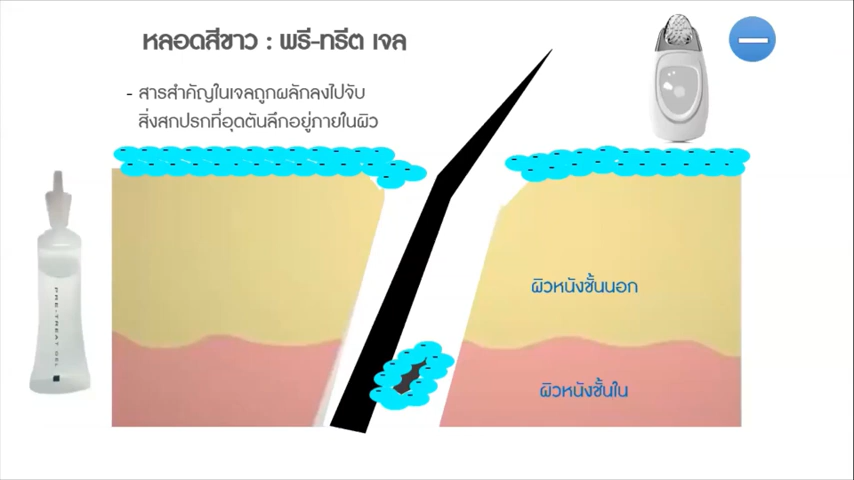 หลอดสีขาว : พรี-ทรีต เจล
- สารสำคัญในเจลถูกผลักลงไปจับ
สิ่งสกปรกที่อุดตันลึกอยู่ภายในผิว
PRE-TREAT GEL
ผิวหนังชั้นนอก
ผิวหนังชั้นใน